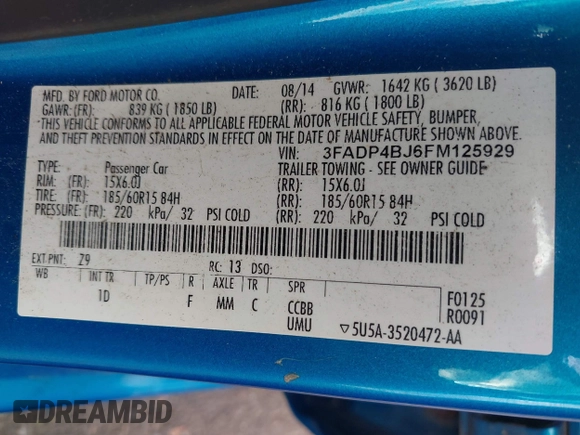 MFD. BY FORD MOTOR CO. DATE: 08/14 GVWR: 1642 KG ( 3620 LB)
GAWR: (FR): 839 KG ( 1850 LB) (RR): 816 KG ( 1800 LB)
THIS VEHICLE CONFORMS TO ALL APPLICABLE FEDERAL MOTOR VEHICLE SAFETY, BUMPER,
AND THEFT PREVENTION STANDARDS IN EFFECT ON THE DATE OF MANUFACTURE SHOWN ABOVE.
VIN: 3FADP4BJ6FM125929
TYPE: Passenger Car TRAILER TOWING - SEE OWNER GUIDE
RIM: (FR): 15X6.0J (RR): 15X6.0J
TIRE: (FR): 185/60R15 84H (RR): 185/60R15 84H
PRESSURE: (FR): 220 kPa/ 32 PSI COLD (RR): 220 kPa/ 32 PSI COLD
EXT PNT: Z9 RC: 13 DSO:
WB INT TR TP/PS R AXLE TR SPR F0125
1D F MM C CCBB R0091
UMU ▽5U5A-3520472-AA
DREAMBID